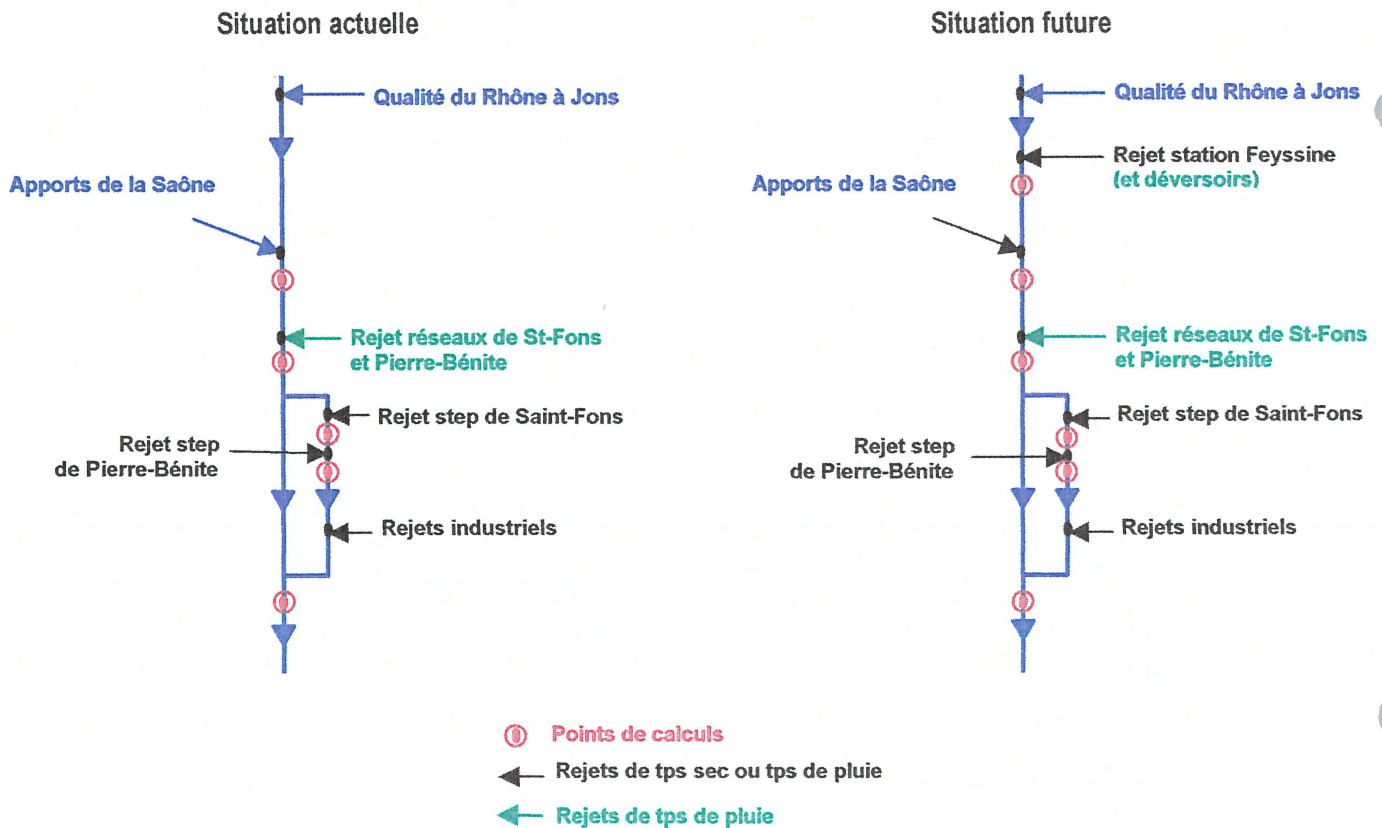 Situation actuelle
Qualité du Rhône à Jons
Apports de la Saône
Rejet réseaux de St-Fons
et Pierre-Bénite
Rejet step de Saint-Fons
Rejet step
de Pierre-Bénite
Rejets industriels
Situation future
Qualité du Rhône à Jons
Rejet station Feyssine
(et déversoirs)
Apports de la Saône
Rejet réseaux de St-Fons
et Pierre-Bénite
Rejet step de Saint-Fons
Rejet step
de Pierre-Bénite
Rejets industriels
Points de calculs
Rejets de tps sec ou tps de pluie
Rejets de tps de pluie